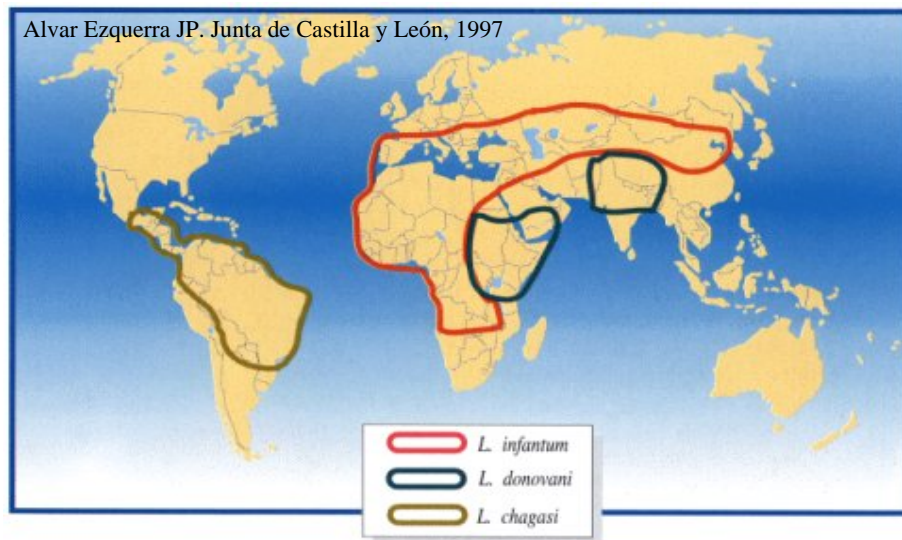 Alvar Ezquerra JP. Junta de Castilla y León, 1997
L. infantum
L. donovani
L. chagasi